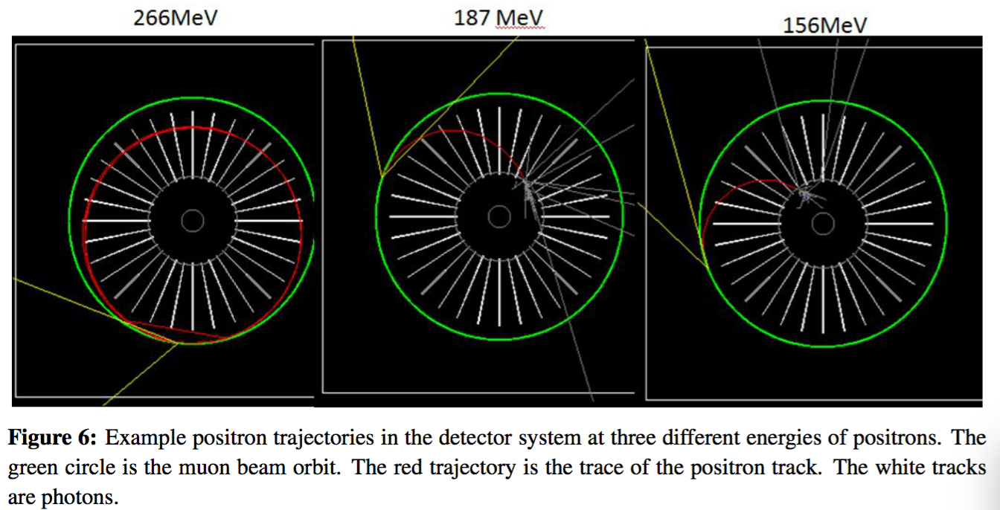 266MeV
187 MeV
156MeV
Figure 6: Example positron trajectories in the detector system at three different energies of positrons. The
green circle is the muon beam orbit. The red trajectory is the trace of the positron track. The white tracks
are photons.